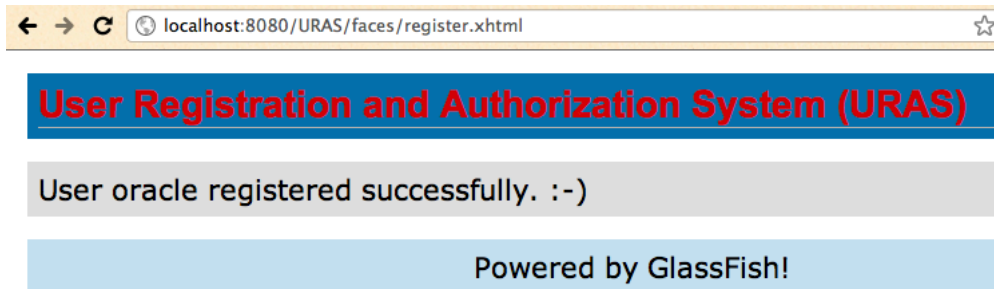 localhost:8080/URAS/faces/register.xhtml
User Registration and Authorization System (URAS)
User oracle registered successfully. :-)
Powered by GlassFish!